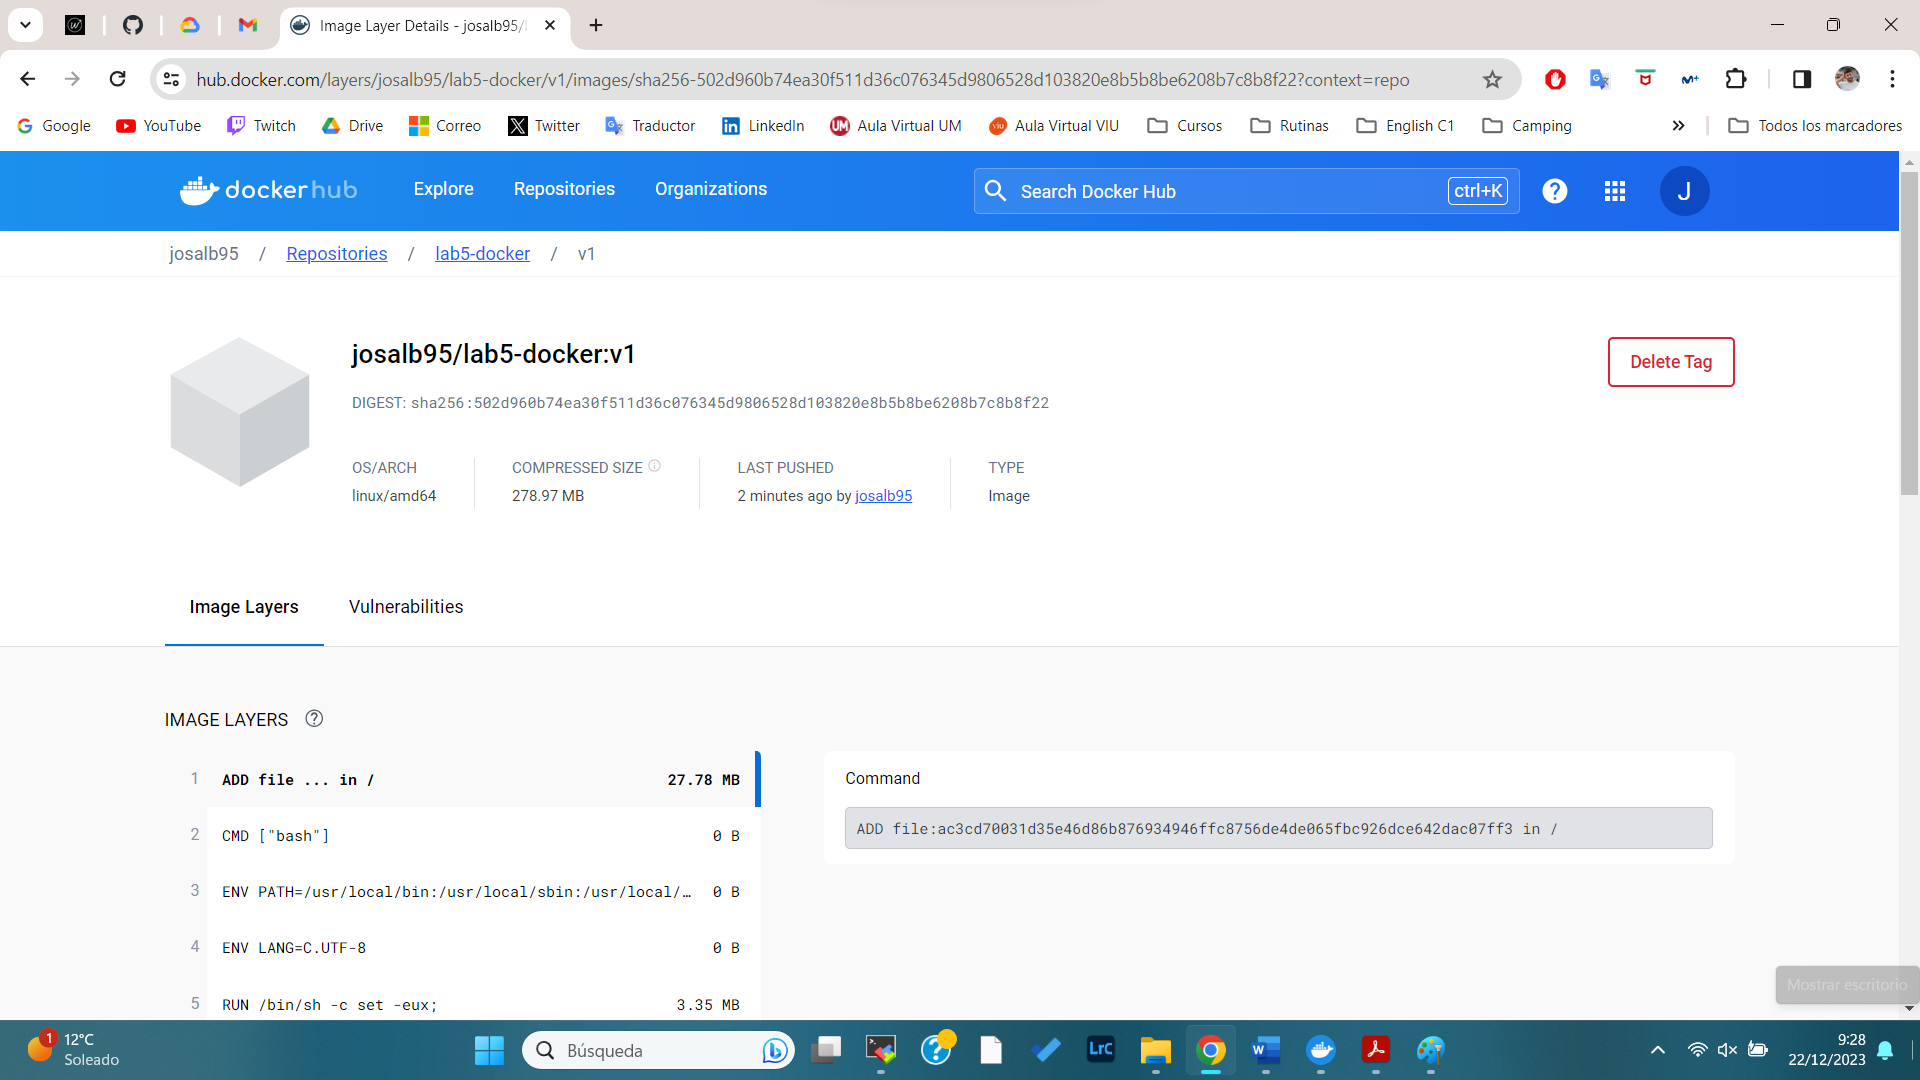 Image Layer Details - josalb95/l
hub.docker.com/layers/josalb95/lab5-docker/v1/images/sha256-502d960b74ea30f511d36c076345d9806528d103820e8b5b8be6208b7c8b8f22?context=repo
Google YouTube Twitch Drive Correo Twitter Traductor LinkedIn Aula Virtual UM Aula Virtual VIU Cursos Rutinas English C1 Camping » Todos los marcadores
dockerhub Explore Repositories Organizations Search Docker Hub ctrl+K ? J
josalb95 / Repositories / lab5-docker / v1
josalb95/lab5-docker:v1
Delete Tag
DIGEST: sha256:502d960b74ea30f511d36c076345d9806528d103820e8b5b8be6208b7c8b8f22
OS/ARCH COMPRESSED SIZE LAST PUSHED TYPE
linux/amd64 278.97 MB 2 minutes ago by josalb95 Image
Image Layers Vulnerabilities
IMAGE LAYERS ?
1 ADD file ... in / 27.78 MB
2 CMD ["bash"] 0 B
3 ENV PATH=/usr/local/bin:/usr/local/sbin:/usr/local/… 0 B
4 ENV LANG=C.UTF-8 0 B
5 RUN /bin/sh -c set -eux; 3.35 MB
Command
ADD file:ac3cd70031d35e46d86b876934946ffc8756de4de065fbc926dce642dac07ff3 in /
Mostrar escritorio
1 12°C
Soleado
Búsqueda
LrC
9:28
22/12/2023